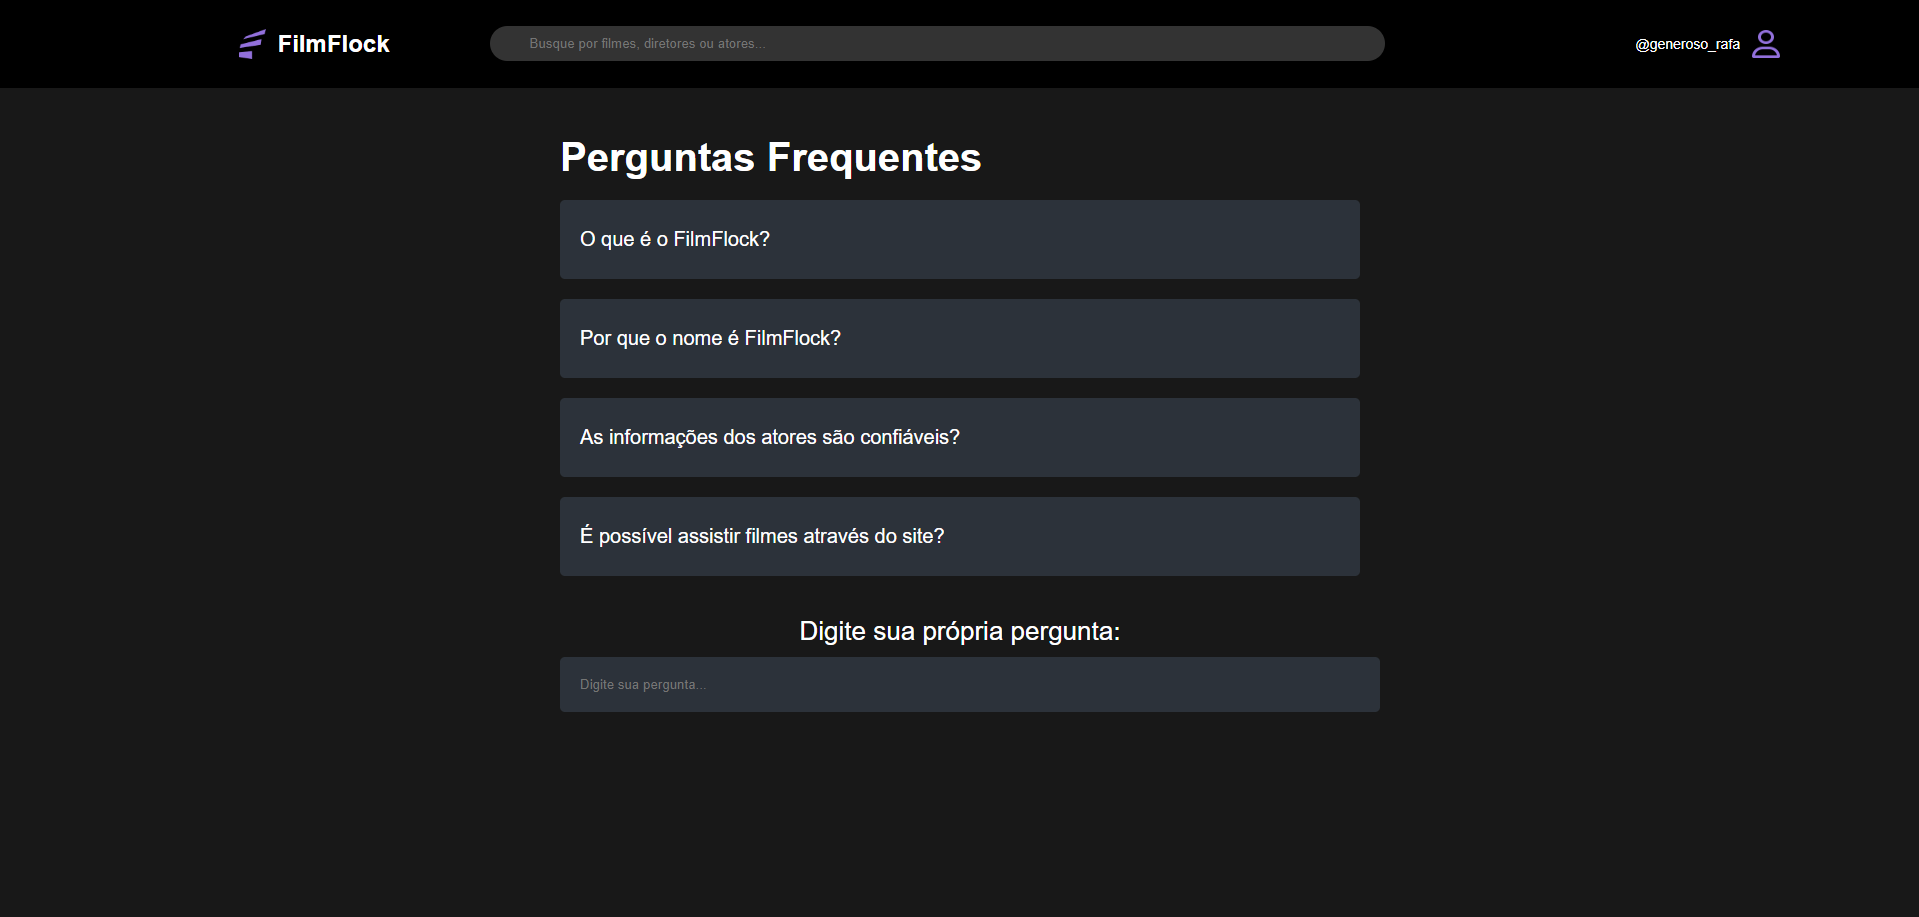 FilmFlock
Busque por filmes, diretores ou atores...
@generoso_rafa
Perguntas Frequentes
O que é o FilmFlock?
Por que o nome é FilmFlock?
As informações dos atores são confiáveis?
É possível assistir filmes através do site?
Digite sua própria pergunta:
Digite sua pergunta...